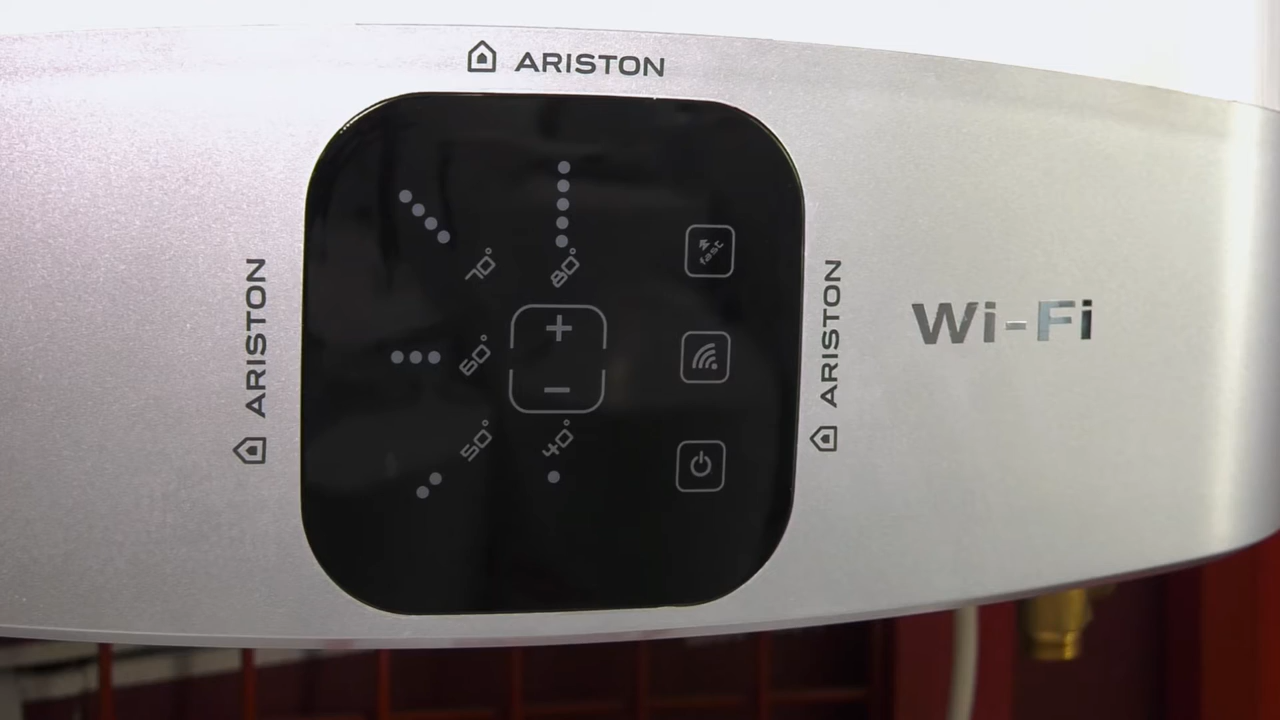 ARISTON
ARISTON
70°
80°
fast
+
60°
−
50°
40°
ARISTON
Wi-Fi